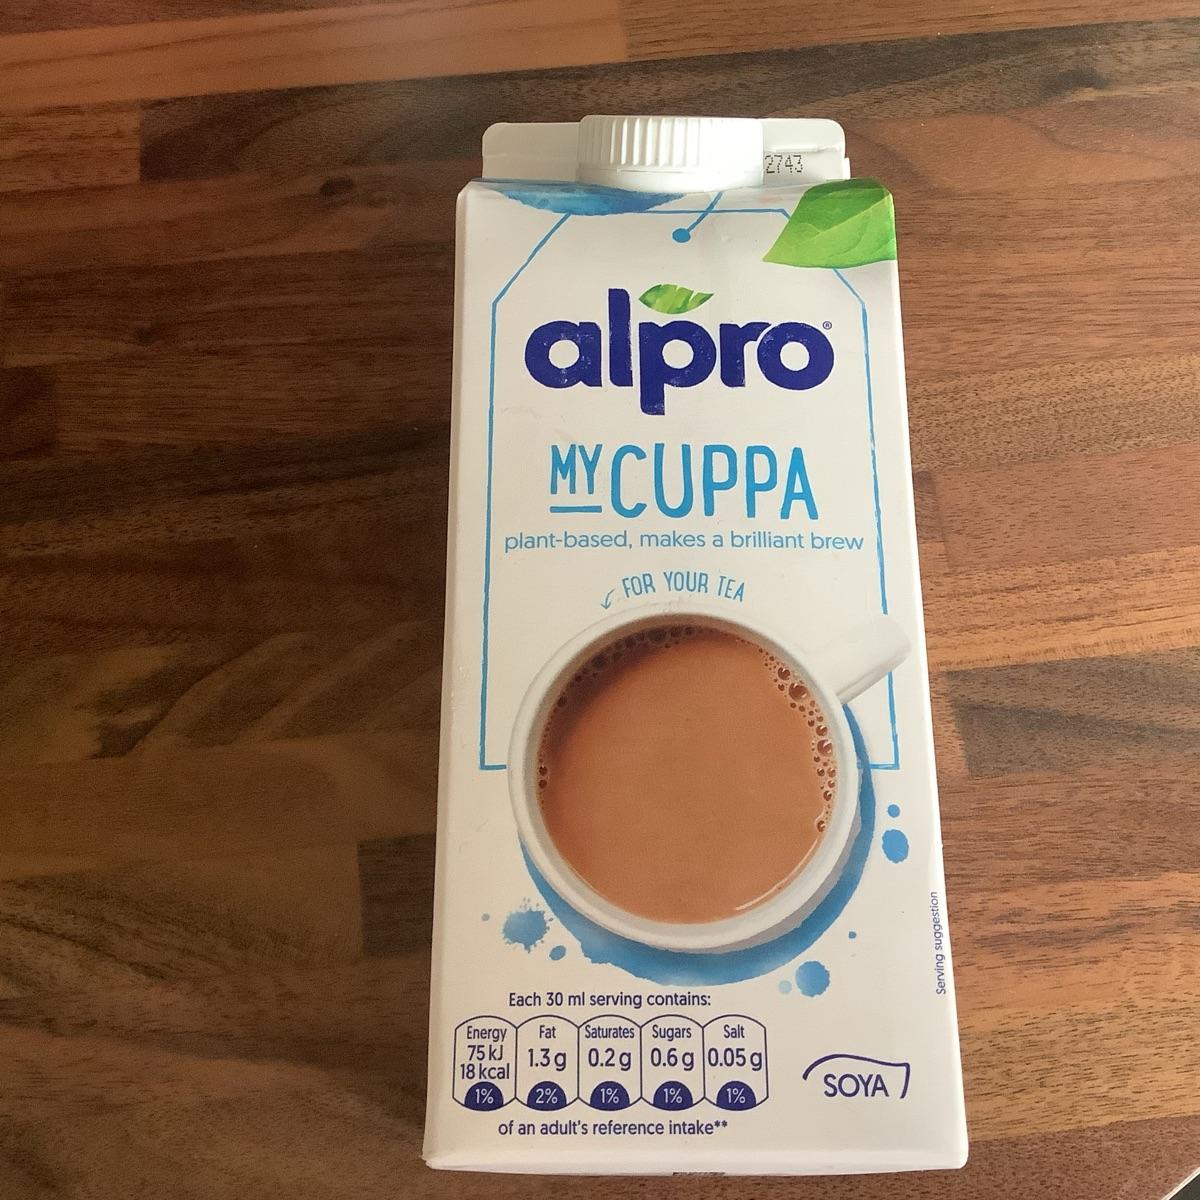 2743
alpro®
MY CUPPA
plant-based, makes a brilliant brew
FOR YOUR TEA
Serving suggestion
Each 30 ml serving contains:
Energy Fat Saturates Sugars Salt
75 kJ 1.3 g 0.2 g 0.6 g 0.05 g
18 kcal
1% 2% 1% 1% 1%
of an adult's reference intake**
SOYA